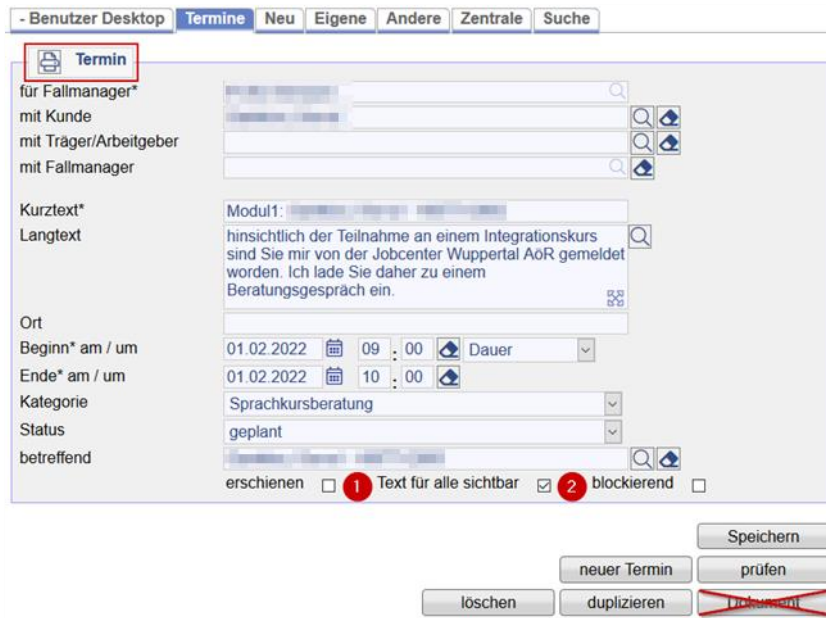 - Benutzer Desktop Termine Neu Eigene Andere Zentrale Suche
Termin
für Fallmanager*
mit Kunde
mit Träger/Arbeitgeber
mit Fallmanager
Kurztext* Modul1:
Langtext hinsichtlich der Teilnahme an einem Integrationskurs
sind Sie mir von der Jobcenter Wuppertal AöR gemeldet
worden. Ich lade Sie daher zu einem
Beratungsgespräch ein.
Ort
Beginn* am / um 01.02.2022 09 : 00 Dauer
Ende* am / um 01.02.2022 10 : 00
Kategorie Sprachkursberatung
Status geplant
betreffend
erschienen 1 Text für alle sichtbar 2 blockierend
Speichern
neuer Termin prüfen
löschen duplizieren Dokument